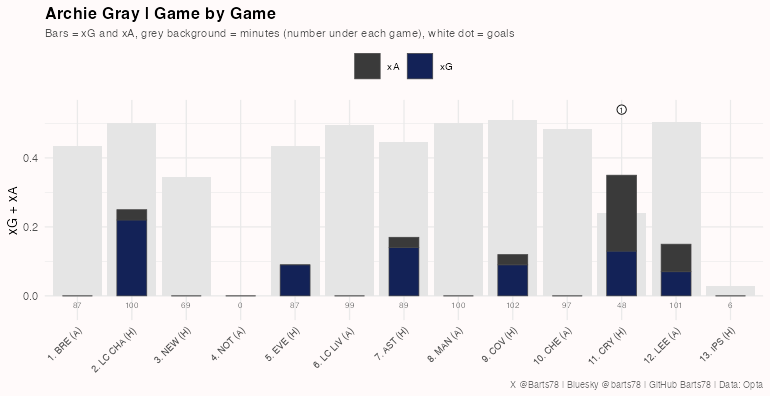 Archie Gray | Game by Game
Bars = xG and xA, grey background = minutes (number under each game), white dot = goals
xA xG
xG + xA
0.4
0.2
0.0
1
87 100 69 0 87 99 89 100 102 97 48 101 6
1. BRE (A)
2. LC CHA (H)
3. NEW (H)
4. NOT (A)
5. EVE (H)
6. LC LIV (A)
7. AST (H)
8. MAN (A)
9. COV (H)
10. CHE (A)
11. CRY (H)
12. LEE (A)
13. IPS (H)
X @Barts78 | Bluesky @barts78 | GitHub Barts78 | Data: Opta